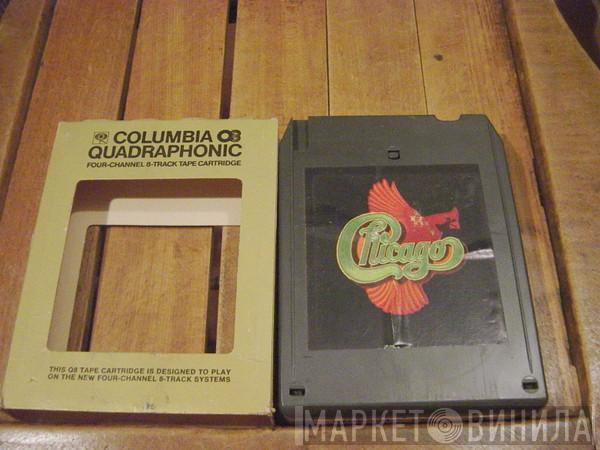 COLUMBIA Q8
QUADRAPHONIC
FOUR-CHANNEL 8-TRACK TAPE CARTRIDGE
THIS Q8 TAPE CARTRIDGE IS DESIGNED TO PLAY
ON THE NEW FOUR-CHANNEL 8-TRACK SYSTEMS
Chicago
МАРКЕТ ВИНИЛА